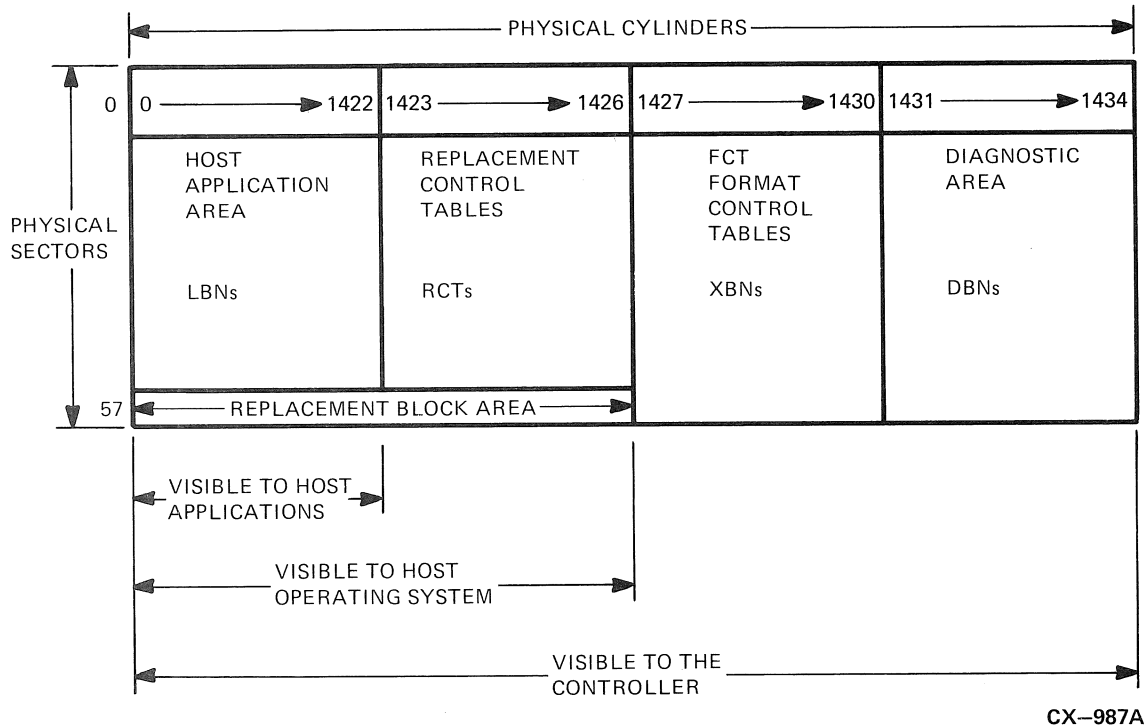 PHYSICAL CYLINDERS
0
0
1422
1423
1426
1427
1430
1431
1434
HOST
APPLICATION
AREA
REPLACEMENT
CONTROL
TABLES
FCT
FORMAT
CONTROL
TABLES
DIAGNOSTIC
AREA
PHYSICAL
SECTORS
LBNs
RCTs
XBNs
DBNs
57
REPLACEMENT BLOCK AREA
VISIBLE TO HOST
APPLICATIONS
VISIBLE TO HOST
OPERATING SYSTEM
VISIBLE TO THE
CONTROLLER
CX–987A